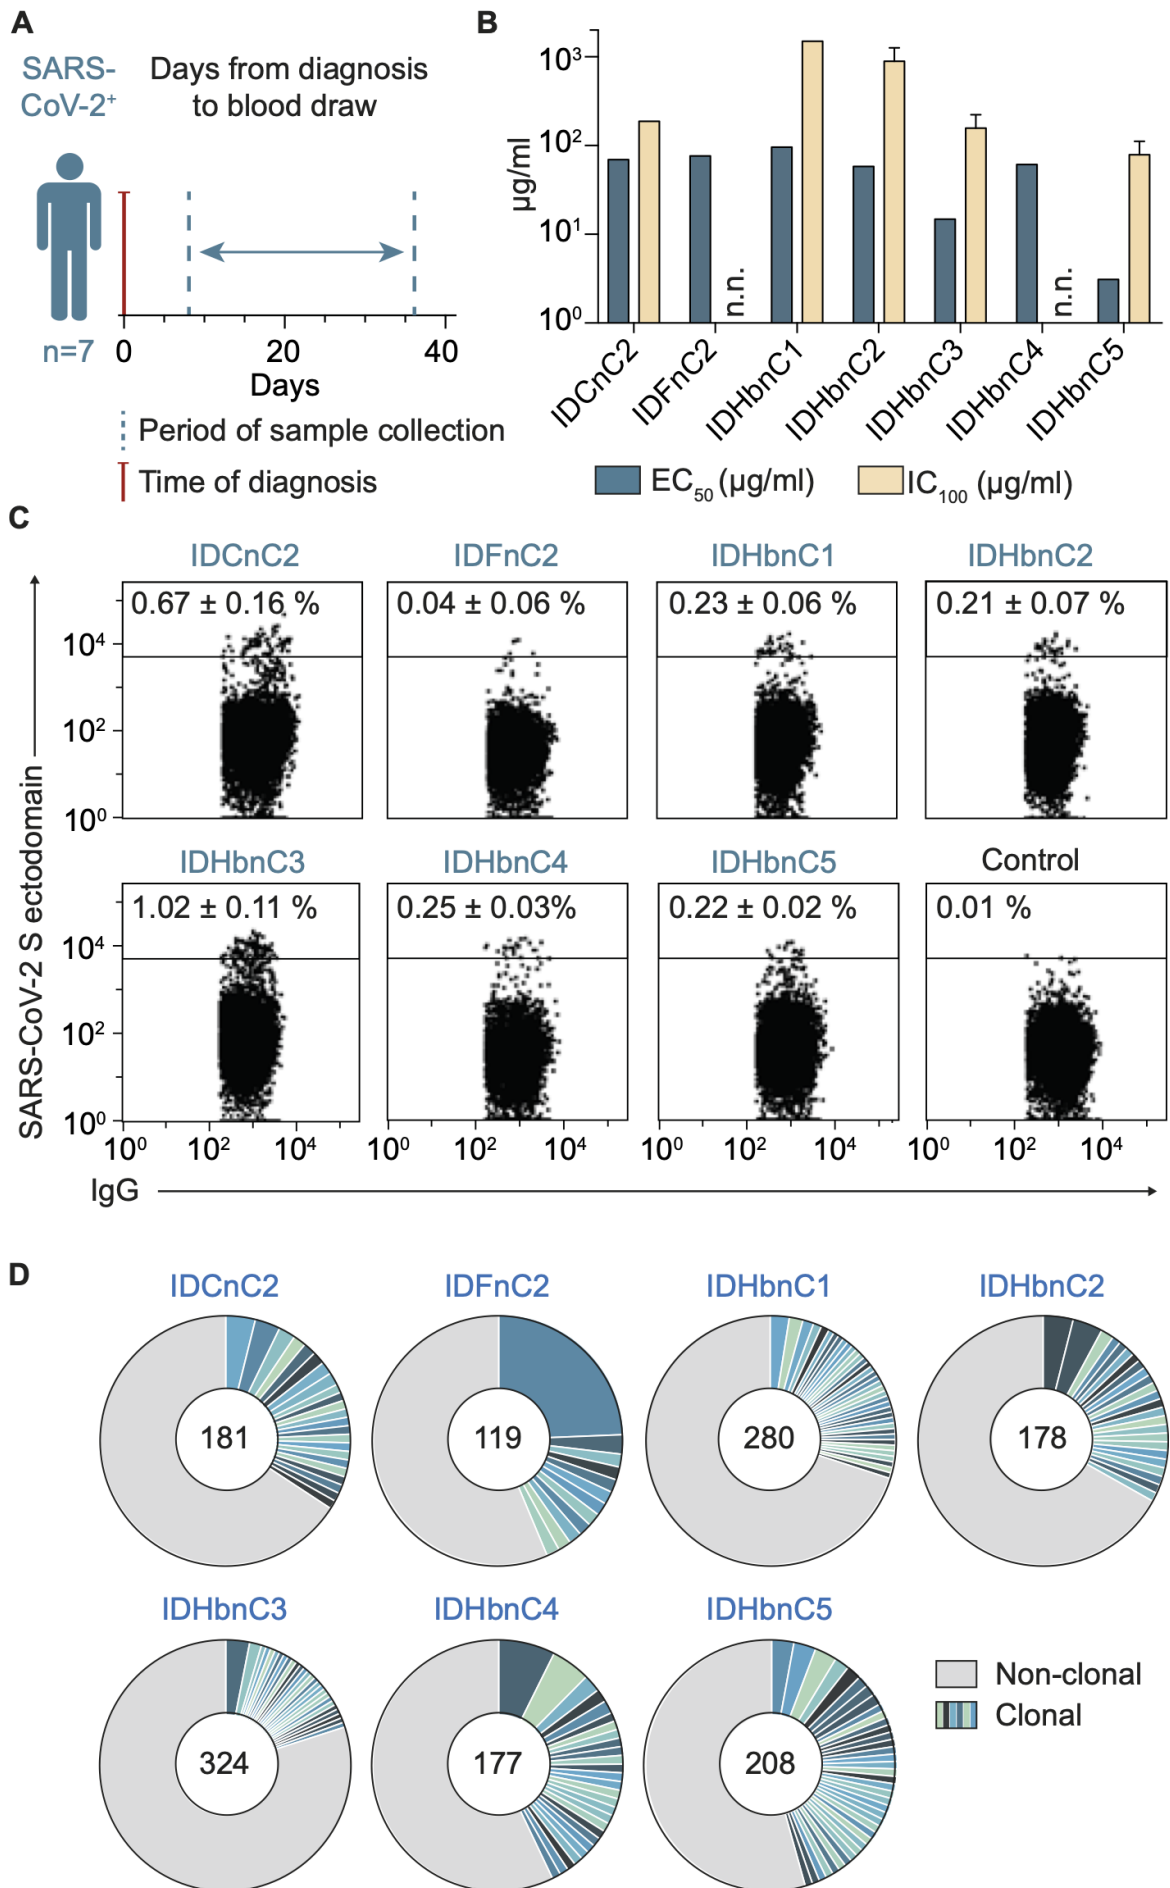 A
SARS-
CoV-2⁺
Days from diagnosis
to blood draw
n=7
0
20
40
Days
Period of sample collection
Time of diagnosis
B
µg/ml
10³
10²
10¹
10⁰
n.n.
n.n.
IDCnC2
IDFnC2
IDHbnC1
IDHbnC2
IDHbnC3
IDHbnC4
IDHbnC5
EC₅₀ (µg/ml)
IC₁₀₀ (µg/ml)
C
SARS-CoV-2 S ectodomain
IDCnC2
IDFnC2
IDHbnC1
IDHbnC2
0.67 ± 0.16 %
0.04 ± 0.06 %
0.23 ± 0.06 %
0.21 ± 0.07 %
10⁴
10²
10⁰
IDHbnC3
IDHbnC4
IDHbnC5
Control
1.02 ± 0.11 %
0.25 ± 0.03%
0.22 ± 0.02 %
0.01 %
10⁴
10²
10⁰
10⁰ 10² 10⁴
10⁰ 10² 10⁴
10⁰ 10² 10⁴
10⁰ 10² 10⁴
IgG
D
IDCnC2
IDFnC2
IDHbnC1
IDHbnC2
181
119
280
178
IDHbnC3
IDHbnC4
IDHbnC5
324
177
208
Non-clonal
Clonal